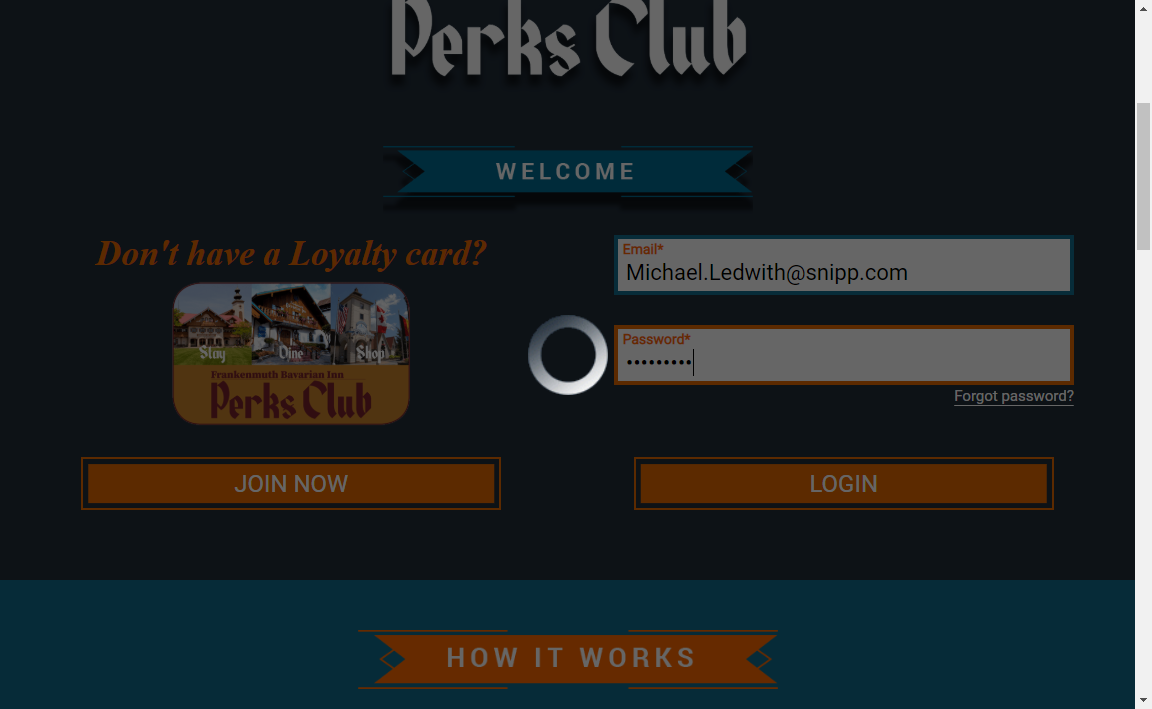 Perks Club
WELCOME
Don't have a Loyalty card?
Stay
Dine
Shop
Frankenmuth Bavarian Inn
Perks Club
JOIN NOW
Email*
Michael.Ledwith@snipp.com
Password*
•••••••••
Forgot password?
LOGIN
HOW IT WORKS